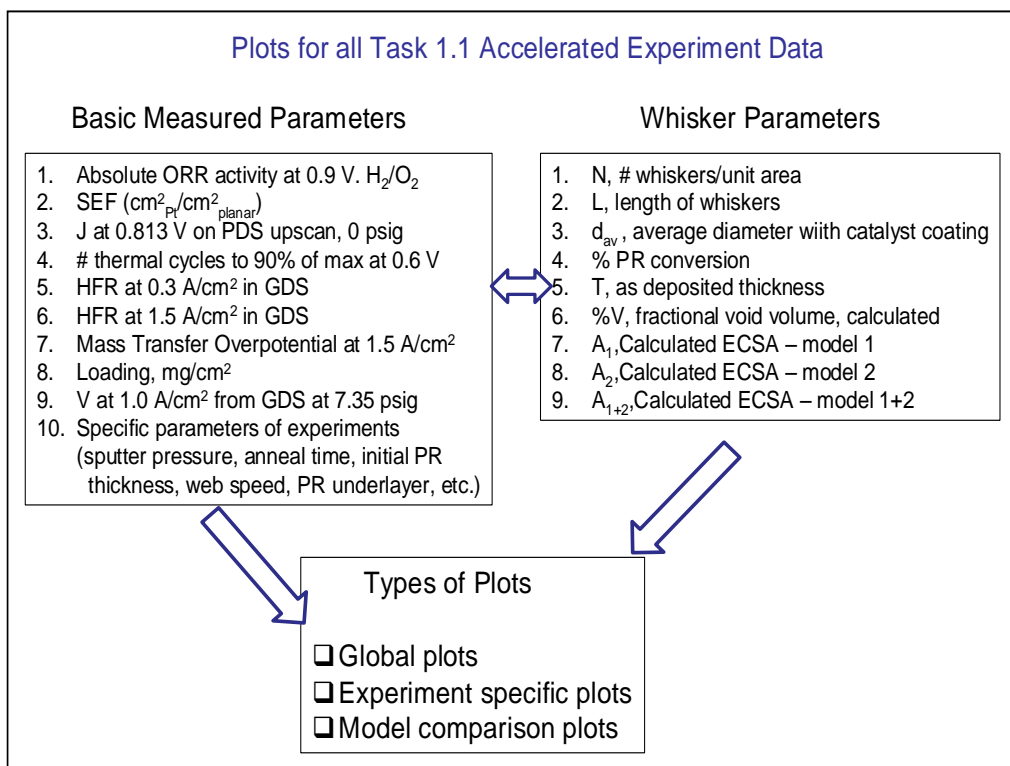 Plots for all Task 1.1 Accelerated Experiment Data
Basic Measured Parameters
1. Absolute ORR activity at 0.9 V. H₂/O₂
2. SEF (cm²Pt/cm²planar)
3. J at 0.813 V on PDS upscan, 0 psig
4. # thermal cycles to 90% of max at 0.6 V
5. HFR at 0.3 A/cm² in GDS
6. HFR at 1.5 A/cm² in GDS
7. Mass Transfer Overpotential at 1.5 A/cm²
8. Loading, mg/cm²
9. V at 1.0 A/cm² from GDS at 7.35 psig
10. Specific parameters of experiments
(sputter pressure, anneal time, initial PR
thickness, web speed, PR underlayer, etc.)
Whisker Parameters
1. N, # whiskers/unit area
2. L, length of whiskers
3. dav , average diameter wiith catalyst coating
4. % PR conversion
5. T, as deposited thickness
6. %V, fractional void volume, calculated
7. A₁,Calculated ECSA – model 1
8. A₂,Calculated ECSA – model 2
9. A₁₊₂,Calculated ECSA – model 1+2
Types of Plots
❑ Global plots
❑ Experiment specific plots
❑ Model comparison plots